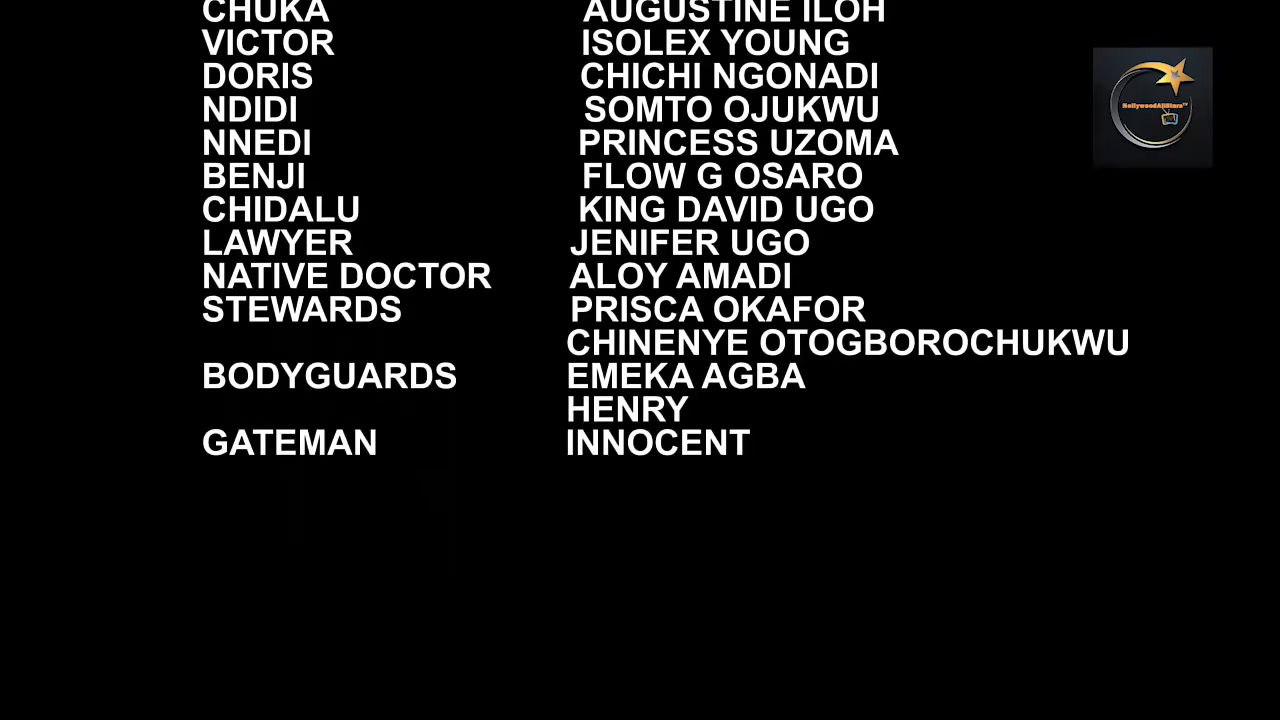 CHUKA AUGUSTINE ILOH
VICTOR ISOLEX YOUNG
DORIS CHICHI NGONADI
NDIDI SOMTO OJUKWU
NNEDI PRINCESS UZOMA
BENJI FLOW G OSARO
CHIDALU KING DAVID UGO
LAWYER JENIFER UGO
NATIVE DOCTOR ALOY AMADI
STEWARDS PRISCA OKAFOR
CHINENYE OTOGBOROCHUKWU
BODYGUARDS EMEKA AGBA
HENRY
GATEMAN INNOCENT
NollywoodAllStars™